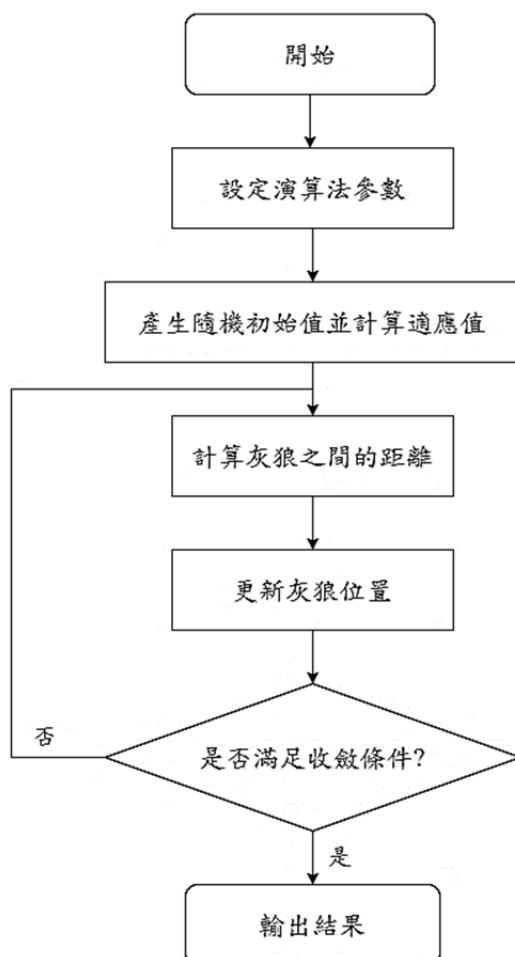 開始
設定演算法參數
產生隨機初始值並計算適應值
計算灰狼之間的距離
更新灰狼位置
是否滿足收斂條件?
否
是
輸出結果